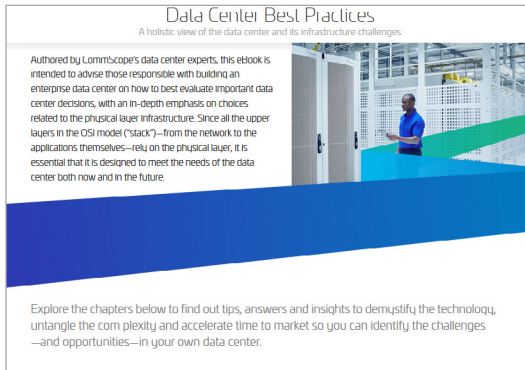 Data Center Best Practices
A holistic view of the data center and its infrastructure challenges
Authored by CommScope's data center experts, this eBook is
intended to advise those responsible with building an
enterprise data center on how to best evaluate important data
center decisions, with an in-depth emphasis on choices
related to the physical layer infrastructure. Since all the upper
layers in the OSI model ("stack")—from the network to the
applications themselves—rely on the physical layer, it is
essential that it is designed to meet the needs of the data
center both now and in the future.
Explore the chapters below to find out tips, answers and insights to demystify the technology,
untangle the com plexity and accelerate time to market so you can identify the challenges
—and opportunities—in your own data center.